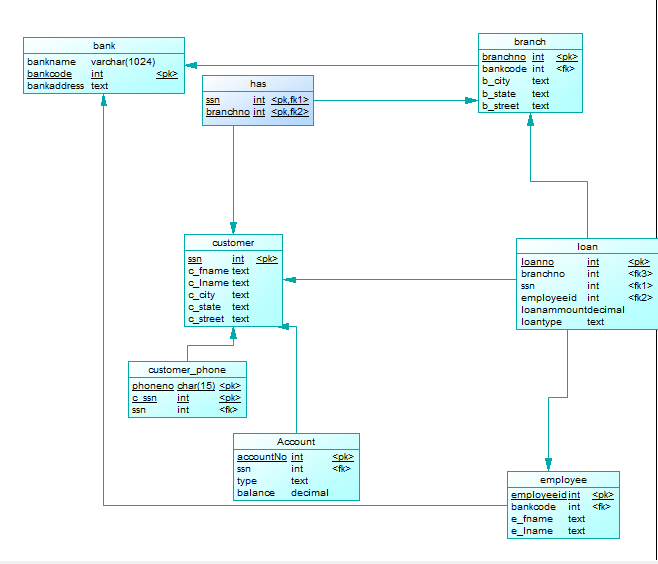 bank
bankname varchar(1024)
bankcode int <pk>
bankaddress text
branch
branchno int <pk>
bankcode int <fk>
b_city text
b_state text
b_street text
has
ssn int <pk,fk1>
branchno int <pk,fk2>
customer
ssn int <pk>
c_fname text
c_lname text
c_city text
c_state text
c_street text
loan
loanno int <pk>
branchno int <fk3>
ssn int <fk1>
employeeid int <fk2>
loanammountdecimal
loantype text
customer_phone
phoneno char(15) <pk>
c_ssn int <pk>
ssn int <fk>
Account
accountNo int <pk>
ssn int <fk>
type text
balance decimal
employee
employeeid int <pk>
bankcode int <fk>
e_fname text
e_lname text